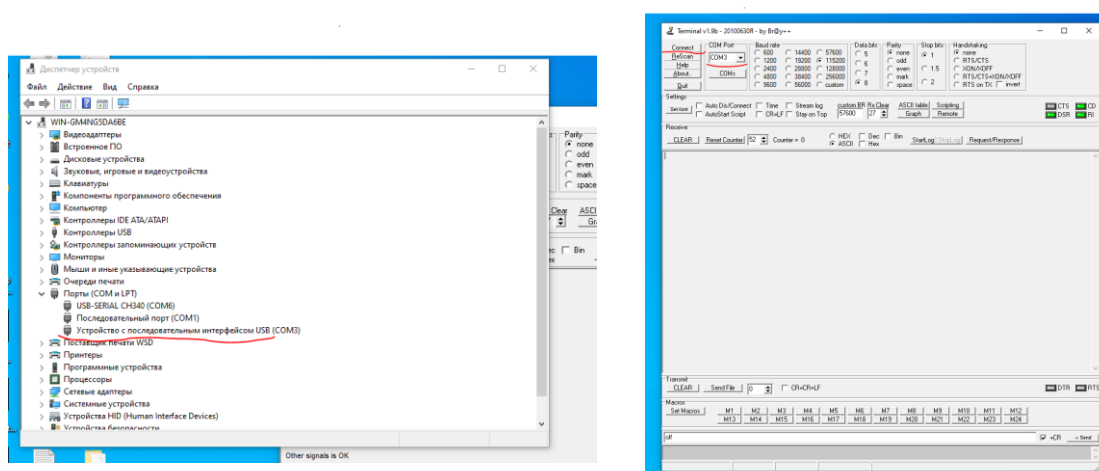 Диспетчер устройств
Файл Действие Вид Справка
WIN-GM4NG5DA6BE
Видеоадаптеры
Встроенное ПО
Дисковые устройства
Звуковые, игровые и видеоустройства
Клавиатуры
Компоненты программного обеспечения
Компьютер
Контроллеры IDE ATA/ATAPI
Контроллеры USB
Контроллеры запоминающих устройств
Мониторы
Мыши и иные указывающие устройства
Очереди печати
Порты (COM и LPT)
USB-SERIAL CH340 (COM6)
Последовательный порт (COM1)
Устройство с последовательным интерфейсом USB (COM3)
Поставщик печати WSD
Принтеры
Программные устройства
Процессоры
Сетевые адаптеры
Системные устройства
Устройства HID (Human Interface Devices)
Устройства безопасности
Parity
none
odd
even
mark
space
Clear ASCI
Bin
Other signals is OK
Terminal v1.9b - 20100630ß - by Br@y++
Connect COM Port Baud rate Data bits Parity Stop bits Handshaking
ReScan COM3 600 14400 57600 5 none 1 none
Help 1200 19200 115200 6 odd RTS/CTS
About.. COMs 2400 28800 128000 7 even 1.5 XON/XOFF
4800 38400 256000 8 mark RTS/CTS+XON/XOFF
Quit 9600 56000 custom space 2 RTS on TX invert
Settings
Set font Auto Dis/Connect Time Stream log custom BR Rx Clear ASCII table Scripting CTS CD
AutoStart Script CR=LF Stay on Top 57600 27 Graph Remote DSR RI
Receive
CLEAR Reset Counter Counter = 0 HEX Dec Bin StartLog StopLog Request/Response
ASCII Hex
Transmit
CLEAR Send File 0 CR=CR+LF DTR RTS
Macros
Set Macros M1 M2 M3 M4 M5 M6 M7 M8 M9 M10 M11 M12
M13 M14 M15 M16 M17 M18 M19 M20 M21 M22 M23 M24
off +CR Send